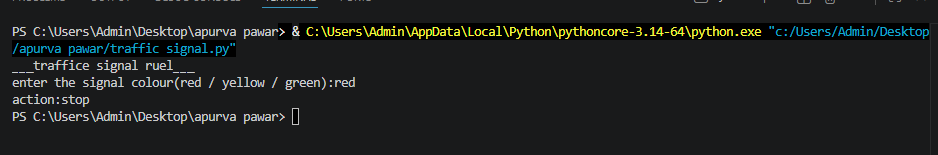 PS C:\Users\Admin\Desktop\apurva pawar> & C:\Users\Admin\AppData\Local\Python\pythoncore-3.14-64\python.exe "c:/Users/Admin/Desktop
/apurva pawar/traffic signal.py"
___traffice signal ruel___
enter the signal colour(red / yellow / green):red
action:stop
PS C:\Users\Admin\Desktop\apurva pawar>